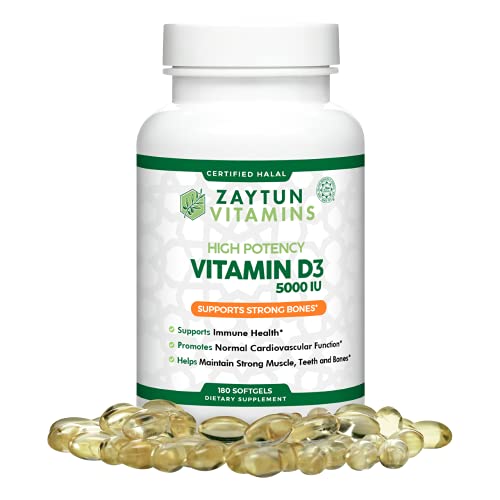 CERTIFIED HALAL
ZAYTUN
VITAMINS
HIGH POTENCY
VITAMIN D3
5000 IU
SUPPORTS STRONG BONES*
Supports Immune Health*
Promotes Normal Cardiovascular Function*
Helps Maintain Strong Muscle, Teeth and Bones*
180 SOFTGELS
DIETARY SUPPLEMENT